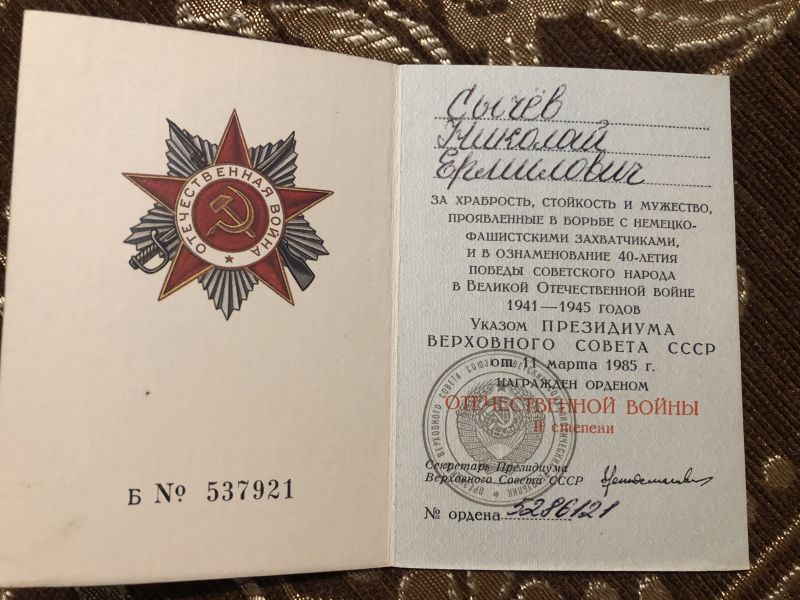 ОТЕЧЕСТВЕННАЯ ВОЙНА
Б № 537921
Сычёв
Николай
Ермилович
ЗА ХРАБРОСТЬ, СТОЙКОСТЬ И МУЖЕСТВО,
ПРОЯВЛЕННЫЕ В БОРЬБЕ С НЕМЕЦКО-
ФАШИСТСКИМИ ЗАХВАТЧИКАМИ,
И В ОЗНАМЕНОВАНИЕ 40-ЛЕТИЯ
ПОБЕДЫ СОВЕТСКОГО НАРОДА
В ВЕЛИКОЙ ОТЕЧЕСТВЕННОЙ ВОЙНЕ
1941—1945 ГОДОВ
УКАЗОМ ПРЕЗИДИУМА
ВЕРХОВНОГО СОВЕТА СССР
от 11 марта 1985 г.
НАГРАЖДЕН ОРДЕНОМ
ОТЕЧЕСТВЕННОЙ ВОЙНЫ
II степени
Секретарь Президиума
Верховного Совета СССР
№ ордена 5286121